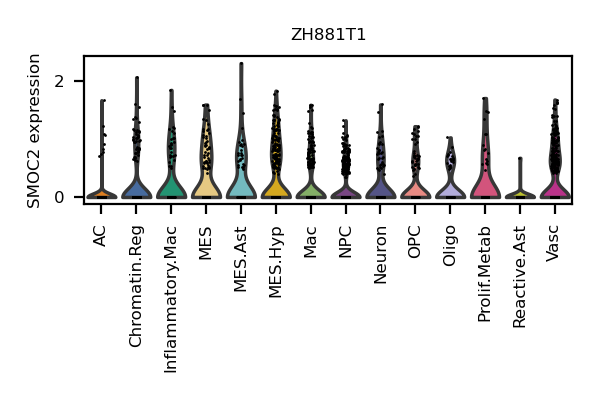 ZH881T1
SMOC2 expression
2
0
AC
Chromatin.Reg
Inflammatory.Mac
MES
MES.Ast
MES.Hyp
Mac
NPC
Neuron
OPC
Oligo
Prolif.Metab
Reactive.Ast
Vasc